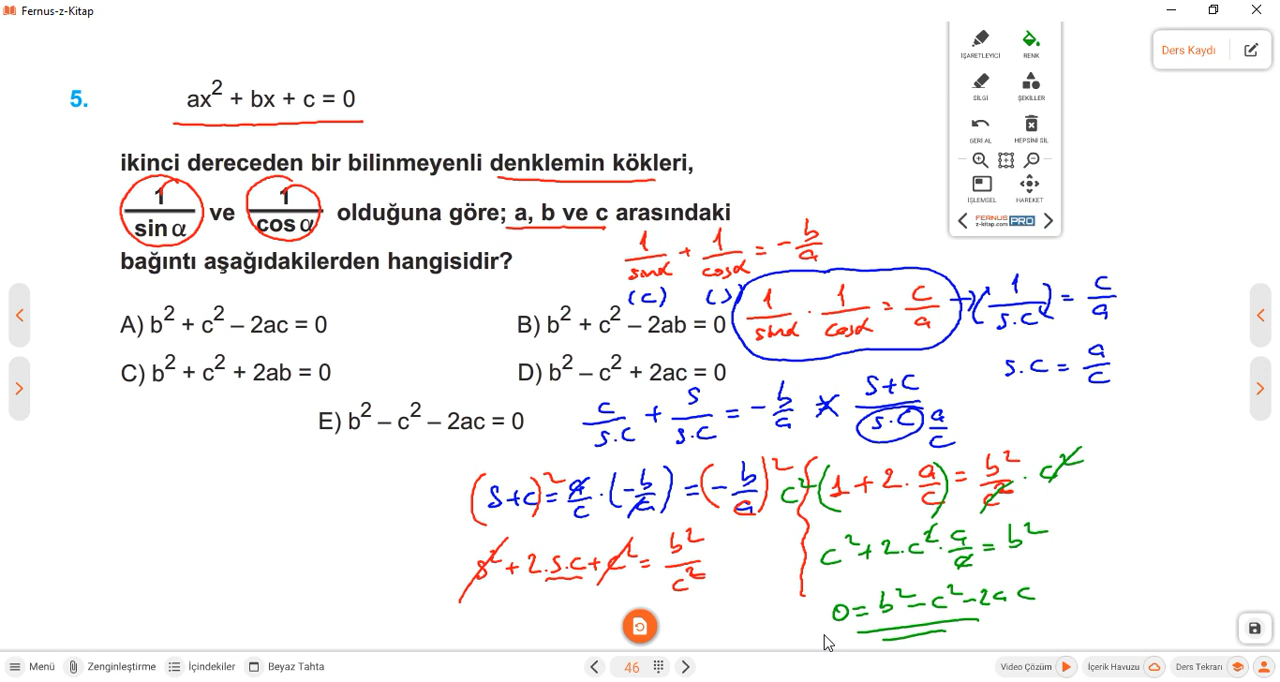 Fernus-z-Kitap
İŞARETLEYİCİ RENK
SİLGİ ŞEKİLLER
GERİ AL HEPSİNİ SİL
İŞLEMSEL HAREKET
FERNUS PRO
z-kitap.com
Ders Kaydı
5. ax² + bx + c = 0
ikinci dereceden bir bilinmeyenli denklemin kökleri,
1/sin α ve 1/cos α olduğuna göre; a, b ve c arasındaki
bağıntı aşağıdakilerden hangisidir?
A) b² + c² – 2ac = 0 B) b² + c² – 2ab = 0
C) b² + c² + 2ab = 0 D) b² – c² + 2ac = 0
E) b² – c² – 2ac = 0
1/sinα + 1/cosα = - b/a
(c) (s)
1/sinα · 1/cosα = c/a → (1/s.c) = c/a
s.c = a/c
c/s.c + s/s.c = - b/a s+c/s.c a/c
(s+c)² = a/c · (-b/a) = (-b/a)²
s² + 2.s.c + c² = b²/c²
c² (1 + 2 · a/c) = b²/c² · c²
c² + 2.c² · a/c = b²
0 = b² - c² - 2ac
Menü Zenginleştirme İçindekiler Beyaz Tahta 46 Video Çözüm İçerik Havuzu Ders Tekrarı